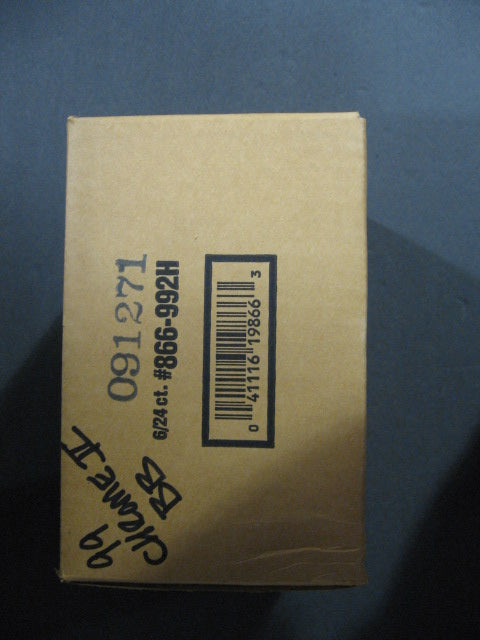 091271
6/24 ct. #866-992H
0 41116 19866 3
99
CHROME II
BB